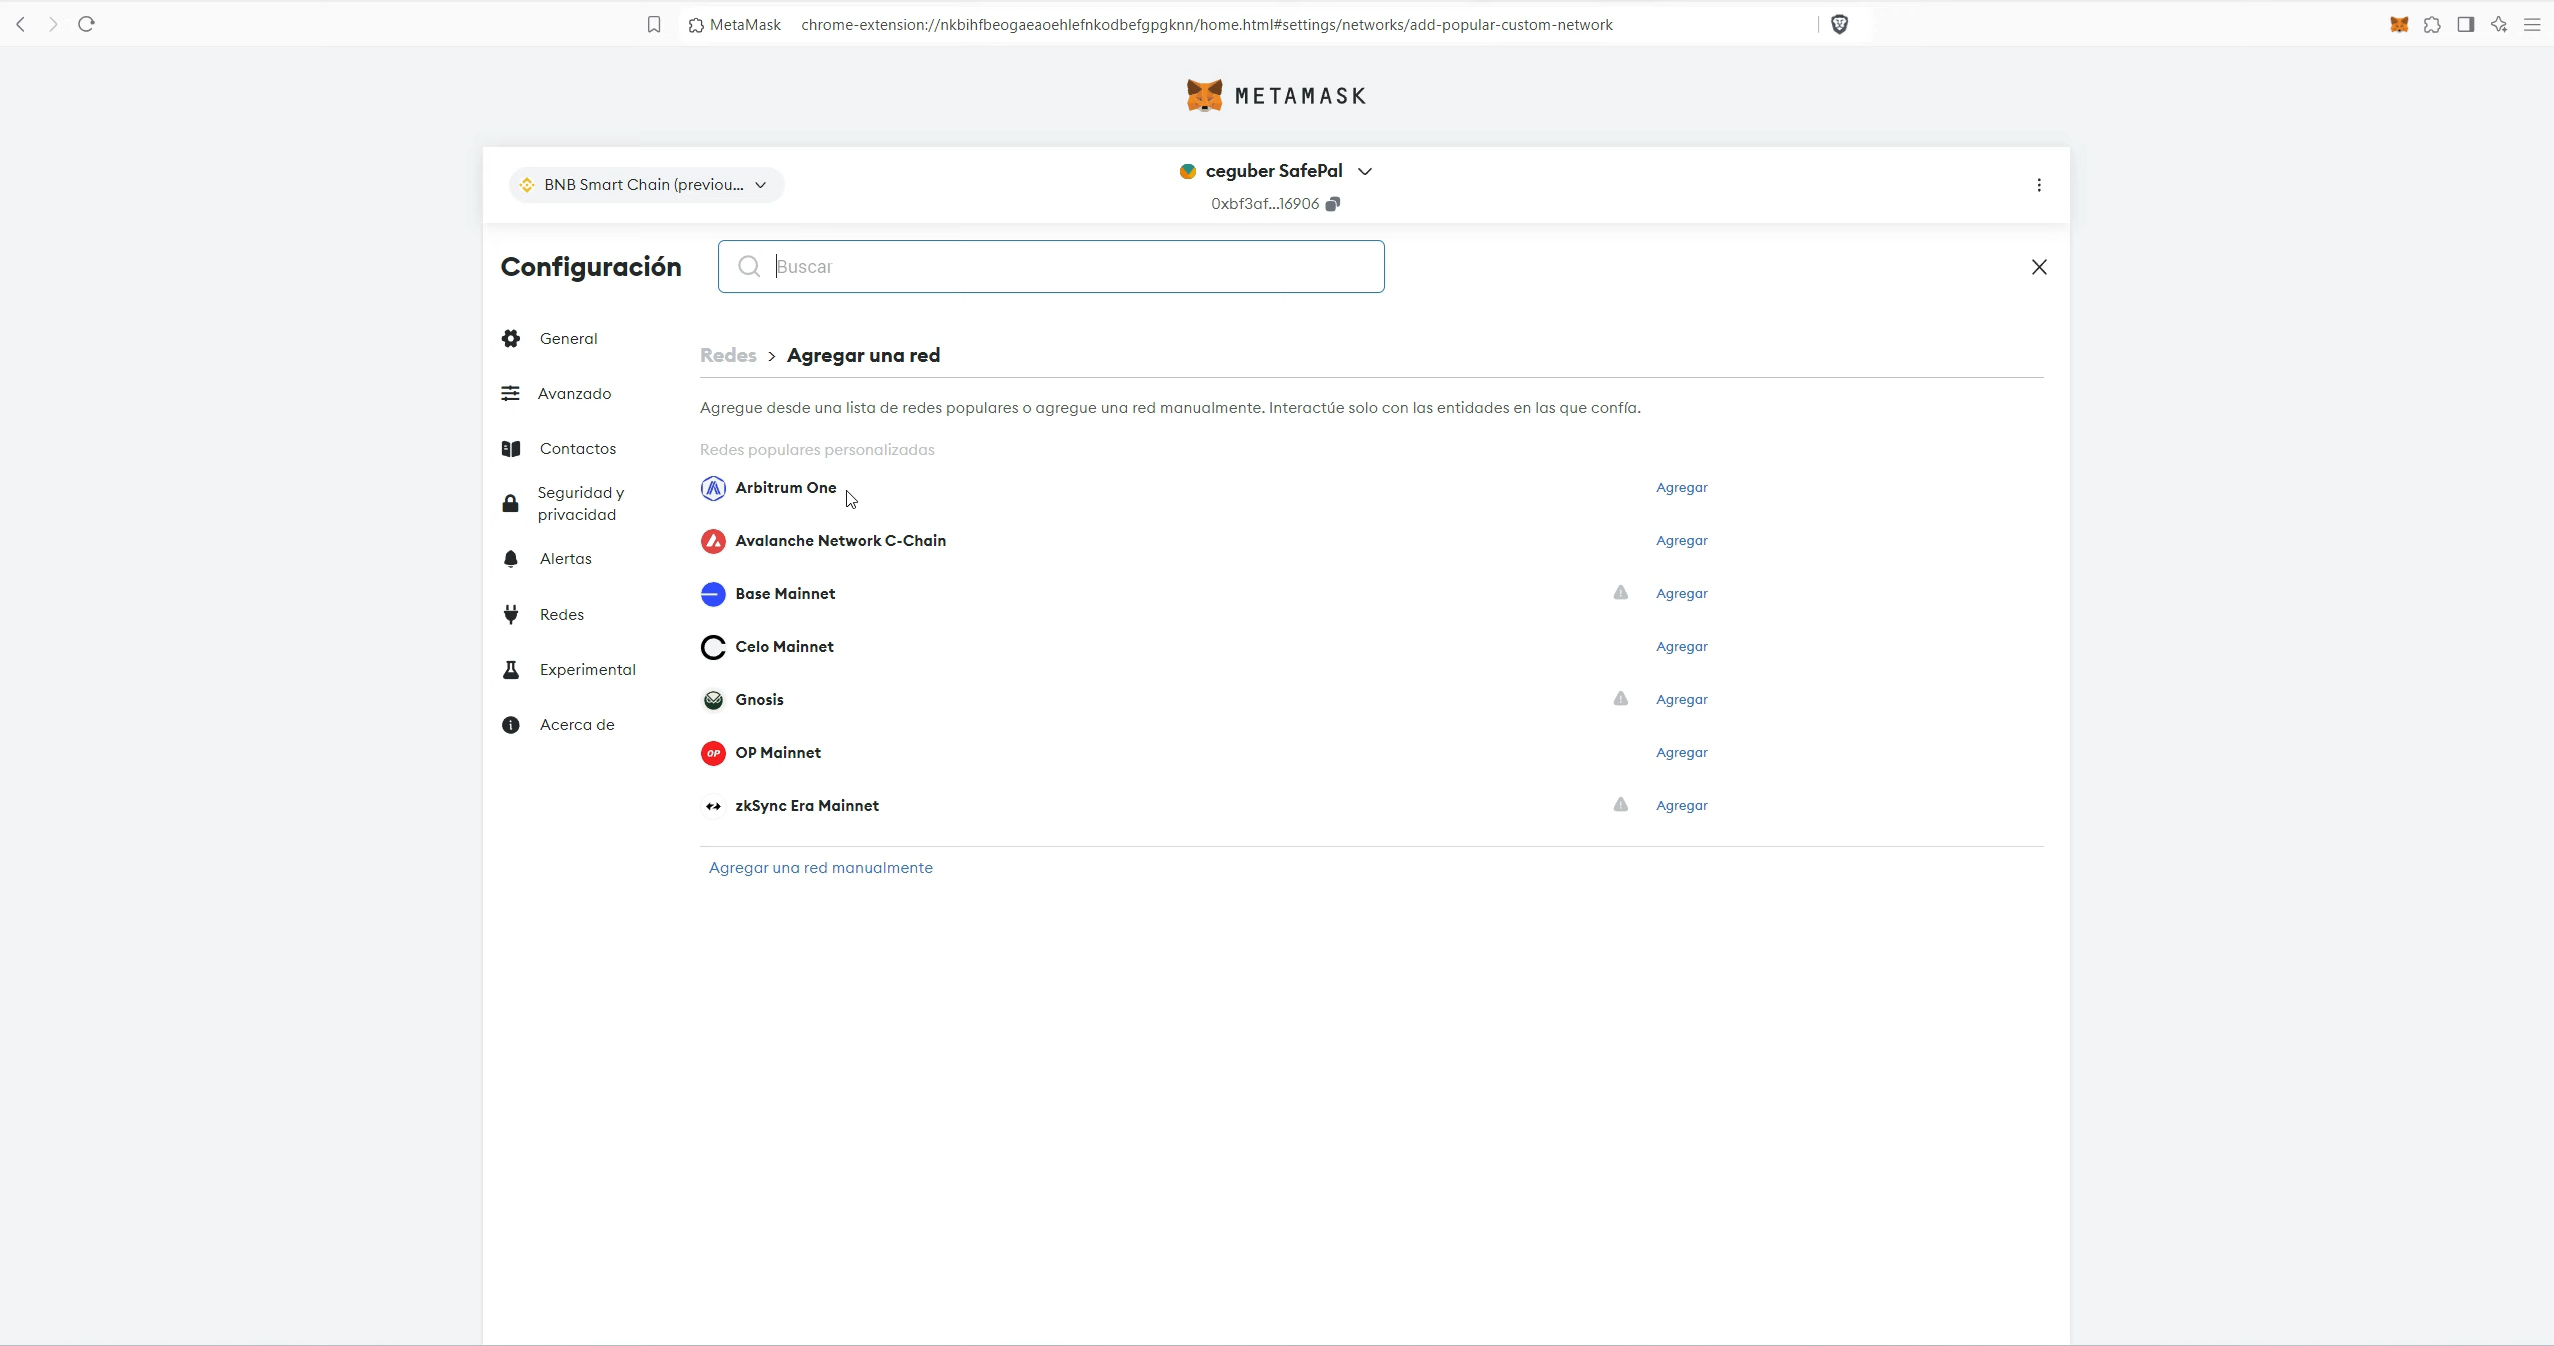 MetaMask chrome-extension://nkbihfbeogaeaoehlefnkodbefgpgknn/home.html#settings/networks/add-popular-custom-network
METAMASK
BNB Smart Chain (previou...
ceguber SafePal
0xbf3af...16906
Configuración
Buscar
General
Avanzado
Contactos
Seguridad y
privacidad
Alertas
Redes
Experimental
Acerca de
Redes > Agregar una red
Agregue desde una lista de redes populares o agregue una red manualmente. Interactúe solo con las entidades en las que confía.
Redes populares personalizadas
Arbitrum One Agregar
Avalanche Network C-Chain Agregar
Base Mainnet Agregar
Celo Mainnet Agregar
Gnosis Agregar
OP OP Mainnet Agregar
zkSync Era Mainnet Agregar
Agregar una red manualmente